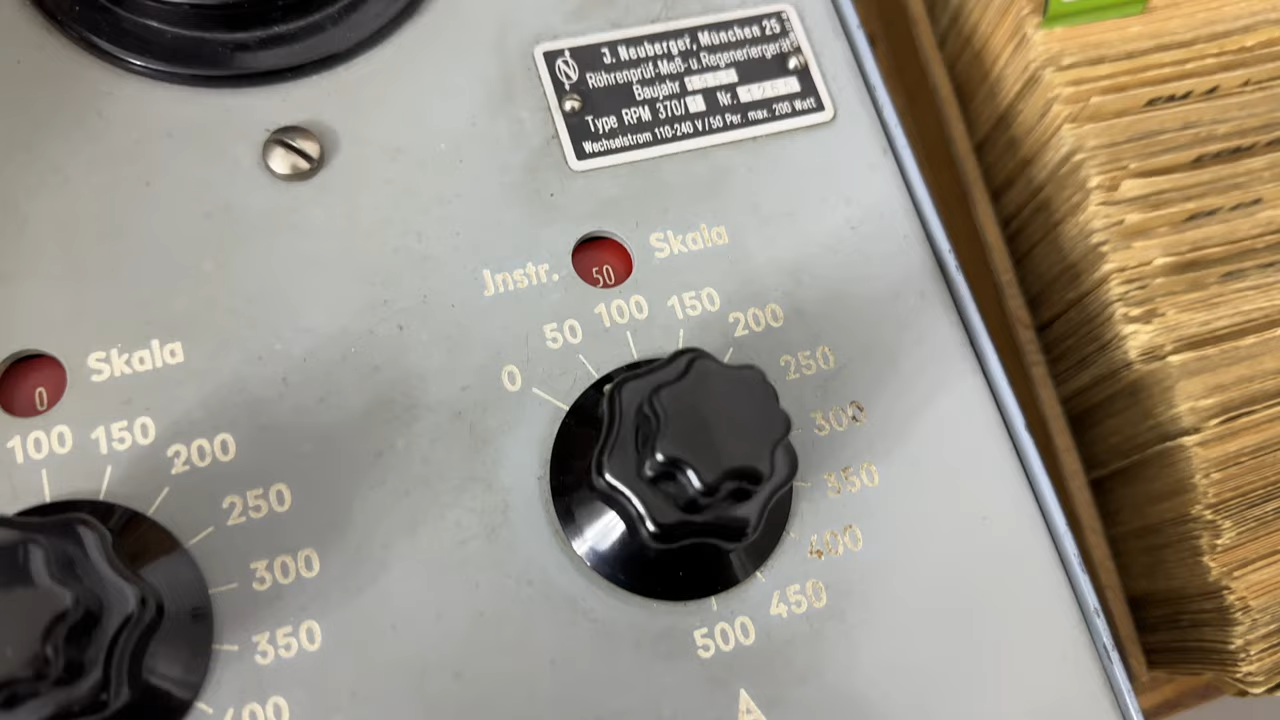 J. Neuberger, München 25
Röhrenprüf-Meß-u. Regeneriergerät
Baujahr
Type RPM 370/ Nr.
Wechselstrom 110-240 V/50 Per. max. 200 Watt
Instr. 50 Skala
0 50 100 150 200 250 300 350 400 450 500
0 Skala
100 150 200 250 300 350 400
A